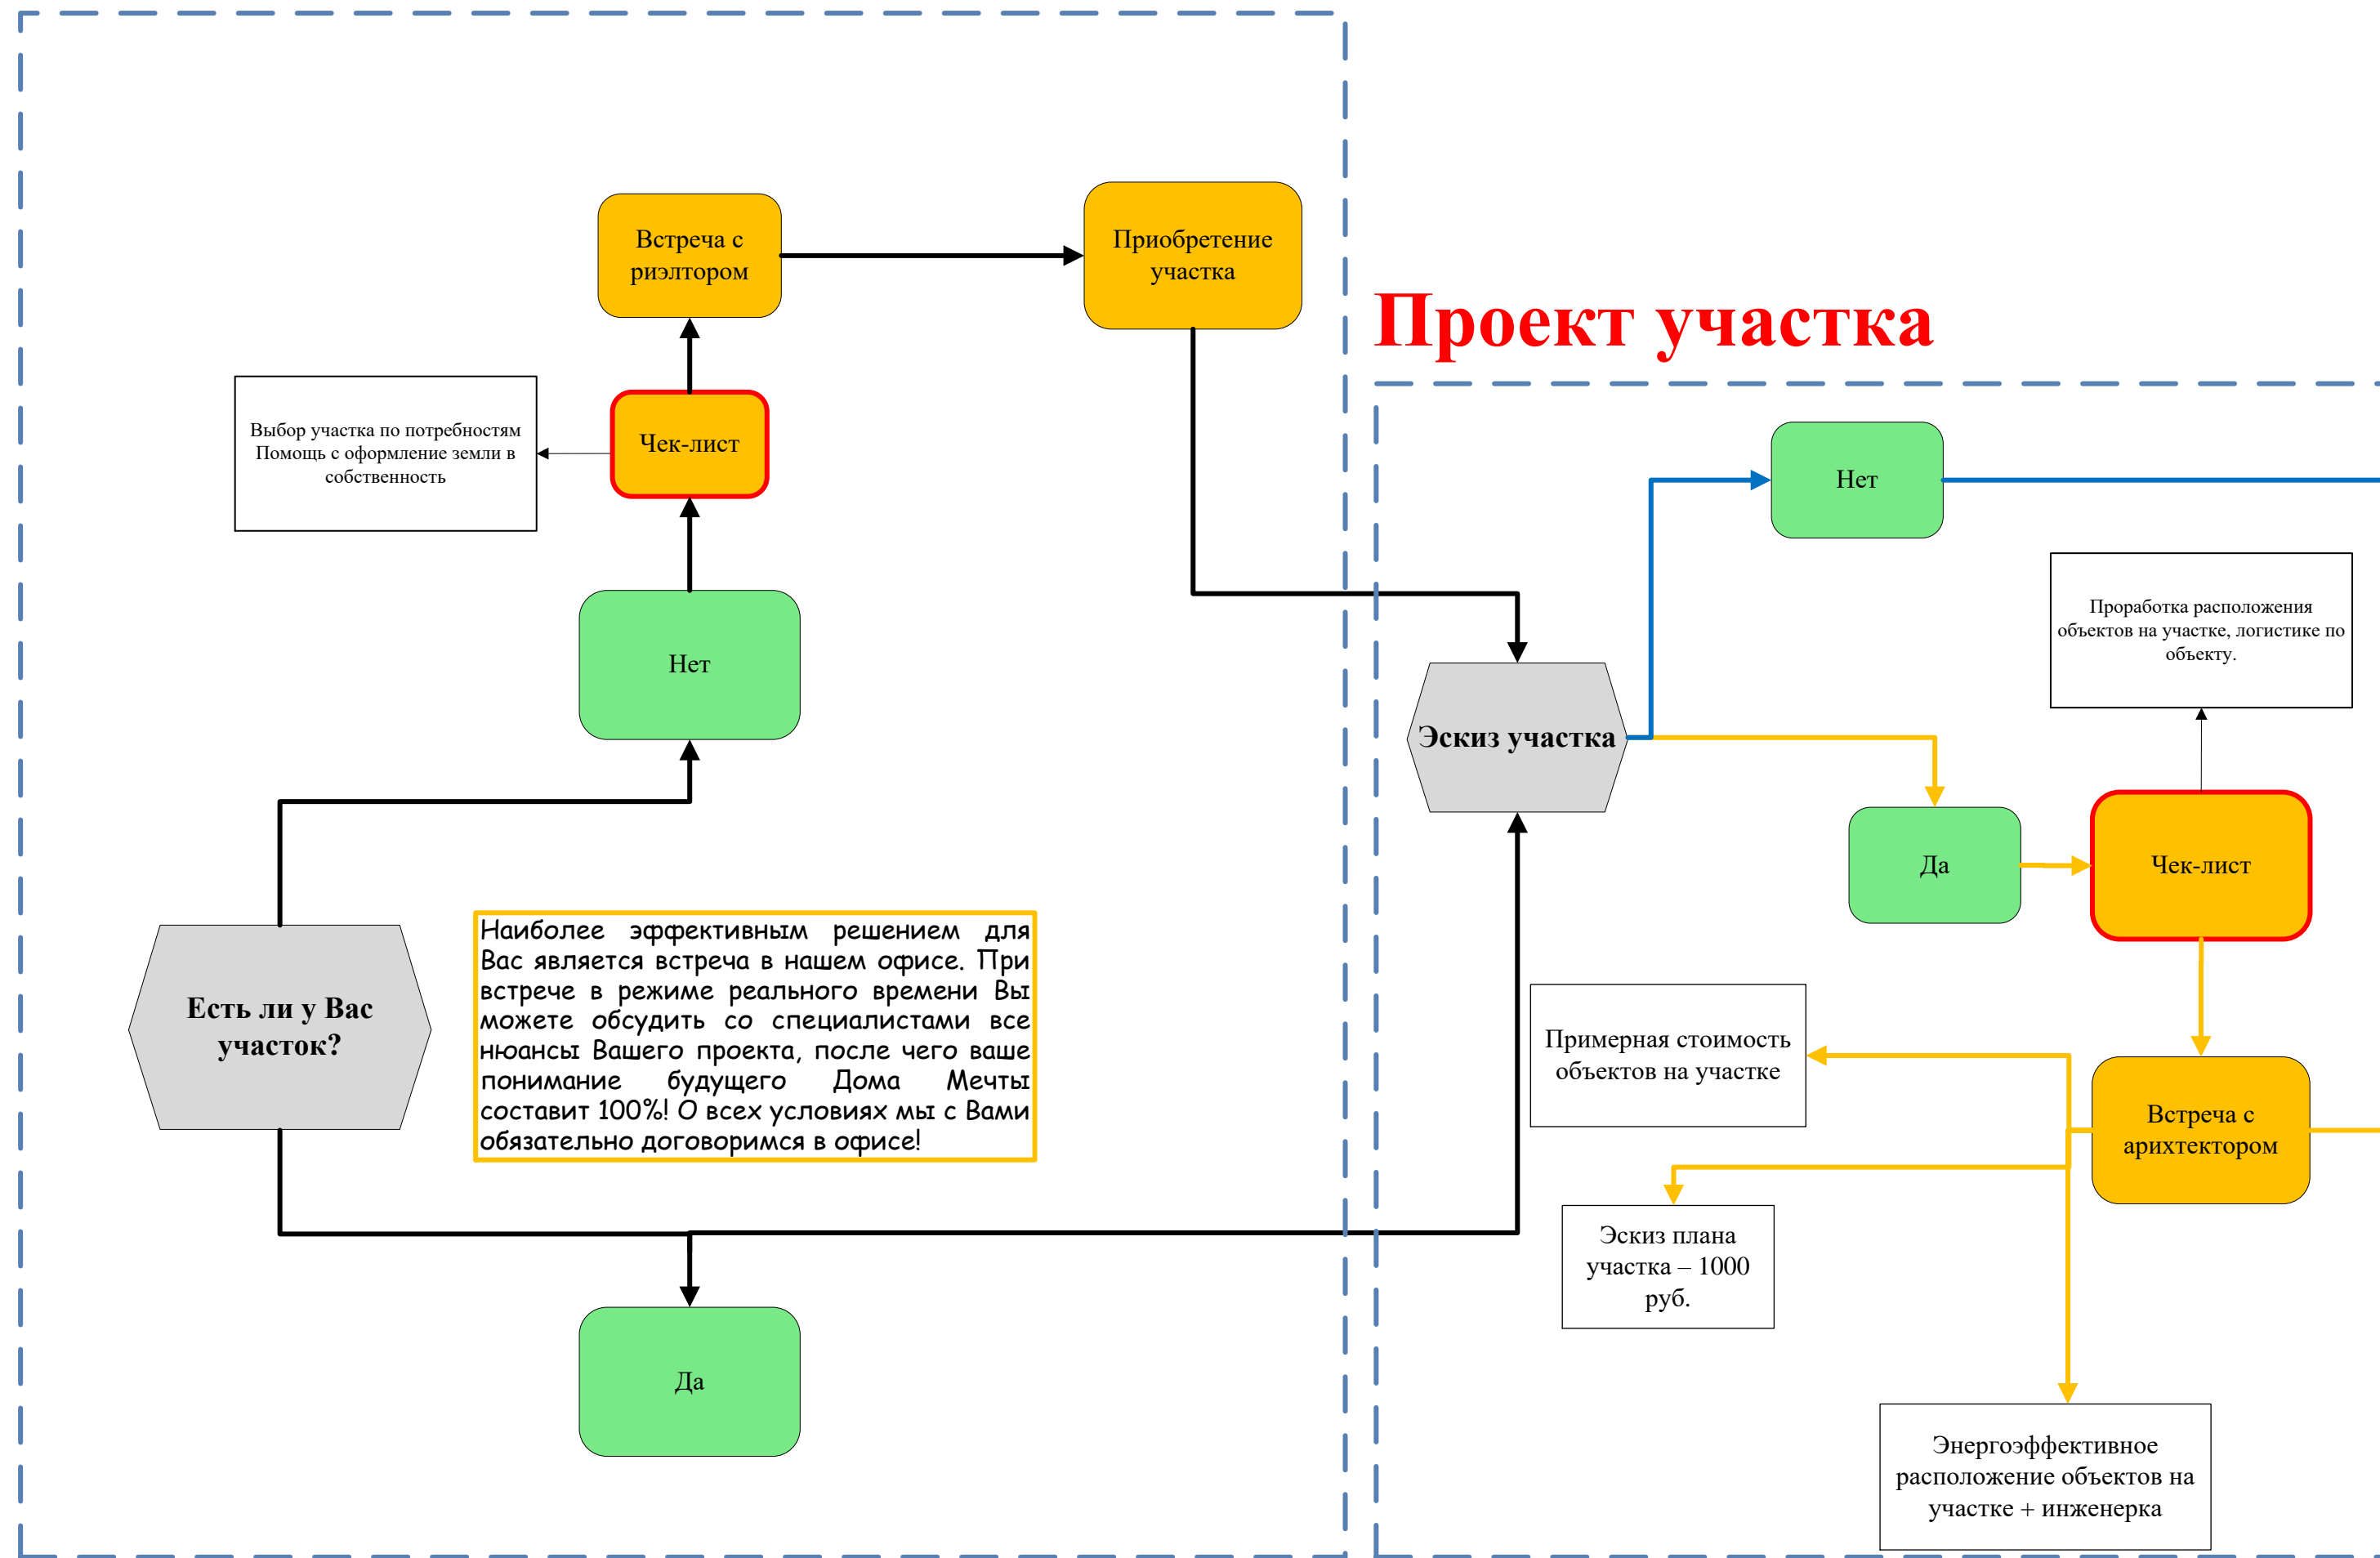 Встреча с
риэлтором
Приобретение
участка
Выбор участка по потребностям
Помощь с оформление земли в
собственность
Чек-лист
Нет
Есть ли у Вас
участок?
Наиболее эффективным решением для
Вас является встреча в нашем офисе. При
встрече в режиме реального времени Вы
можете обсудить со специалистами все
нюансы Вашего проекта, после чего ваше
понимание будущего Дома Мечты
составит 100%! О всех условиях мы с Вами
обязательно договоримся в офисе!
Да
Проект участка
Нет
Проработка расположения
объектов на участке, логистике по
объекту.
Эскиз участка
Да
Чек-лист
Примерная стоимость
объектов на участке
Встреча с
арихтектором
Эскиз плана
участка – 1000
руб.
Энергоэффективное
расположение объектов на
участке + инженерка